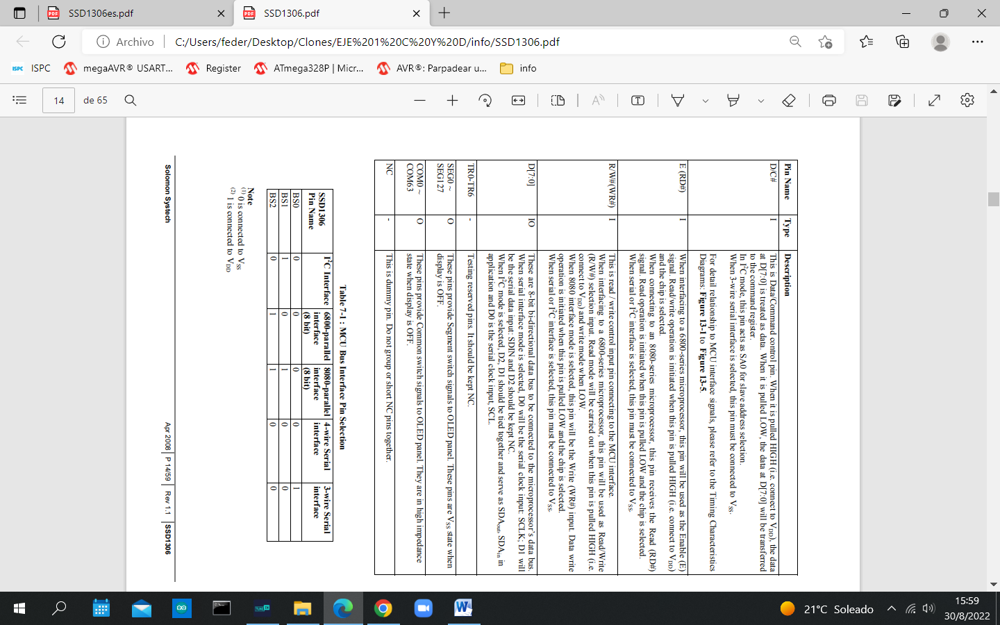 SSD1306es.pdf
SSD1306.pdf
Archivo
C:/Users/feder/Desktop/Clones/EJE%201%20C%20Y%20D/info/SSD1306.pdf
ISPC
megaAVR® USART...
Register
ATmega328P | Micr...
AVR®: Parpadear u...
info
14
de 65
Pin Name Type Description
D/C# I This is Data/Command control pin. When it is pulled HIGH (i.e. connect to VDD), the data
at D[7:0] is treated as data. When it is pulled LOW, the data at D[7:0] will be transferred
to the command register.
In I²C mode, this pin acts as SA0 for slave address selection.
When 3-wire serial interface is selected, this pin must be connected to VSS.
For detail relationship to MCU interface signals, please refer to the Timing Characteristics
Diagrams: Figure 13-1 to Figure 13-5.
E (RD#) I When interfacing to a 6800-series microprocessor, this pin will be used as the Enable (E)
signal. Read/write operation is initiated when this pin is pulled HIGH (i.e. connect to VDD)
and the chip is selected.
When connecting to an 8080-series microprocessor, this pin receives the Read (RD#)
signal. Read operation is initiated when this pin is pulled LOW and the chip is selected.
When serial or I²C interface is selected, this pin must be connected to VSS.
R/W#(WR#) I This is read / write control input pin connecting to the MCU interface.
When interfacing to a 6800-series microprocessor, this pin will be used as Read/Write
(R/W#) selection input. Read mode will be carried out when this pin is pulled HIGH (i.e.
connect to VDD) and write mode when LOW.
When 8080 interface mode is selected, this pin will be the Write (WR#) input. Data write
operation is initiated when this pin is pulled LOW and the chip is selected.
When serial or I²C interface is selected, this pin must be connected to VSS.
D[7:0] IO These are 8-bit bi-directional data bus to be connected to the microprocessor's data bus.
When serial interface mode is selected, D0 will be the serial clock input: SCLK; D1 will
be the serial data input: SDIN and D2 should be kept NC.
When I²C mode is selected, D2, D1 should be tied together and serve as SDAout, SDAin in
application and D0 is the serial clock input, SCL.
TR0-TR6 - Testing reserved pins. It should be kept NC.
SEG0 ~ O These pins provide Segment switch signals to OLED panel. These pins are VSS state when
SEG127 display is OFF.
COM0 ~ O These pins provide Common switch signals to OLED panel. They are in high impedance
COM63 state when display is OFF.
NC - This is dummy pin. Do not group or short NC pins together.
Table 7-1 : MCU Bus Interface Pin Selection
SSD1306 I²C Interface 6800-parallel 8080-parallel 4-wire Serial 3-wire Serial
Pin Name interface interface interface interface
(8 bit) (8 bit)
BS0 0 0 0 0 1
BS1 1 0 1 0 0
BS2 0 1 1 0 0
Note
(1) 0 is connected to VSS
(2) 1 is connected to VDD
Solomon Systech Apr 2008 P 14/59 Rev 1.1 SSD1306
21°C Soleado
15:59
30/8/2022